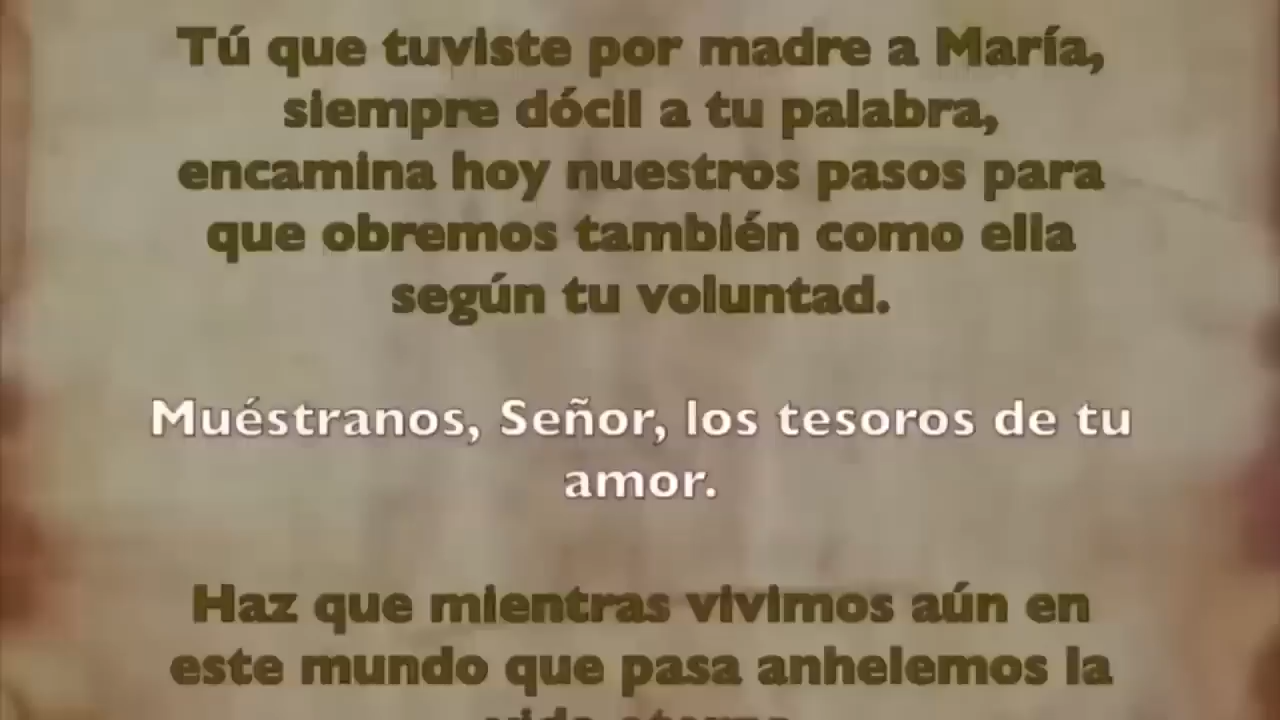 Tú que tuviste por madre a María,
siempre dócil a tu palabra,
encamina hoy nuestros pasos para
que obremos también como ella
según tu voluntad.
Muéstranos, Señor, los tesoros de tu
amor.
Haz que mientras vivimos aún en
este mundo que pasa anhelemos la